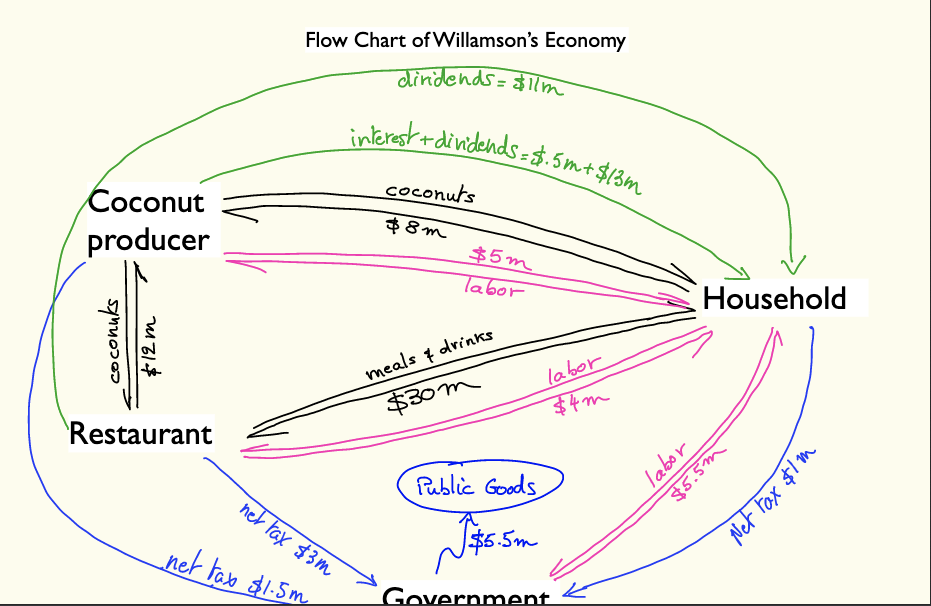 Flow Chart of Willamson's Economy
dividends = $11m
interest + dividends = $.5m + $13m
coconuts
$8m
Coconut
producer
$5m
labor
Household
coconuts
$12m
meals & drinks
$30m
labor
$4m
Restaurant
labor
$5.5m
Net tax $1m
Public Goods
$5.5m
net tax $3m
net tax $1.5m
Government